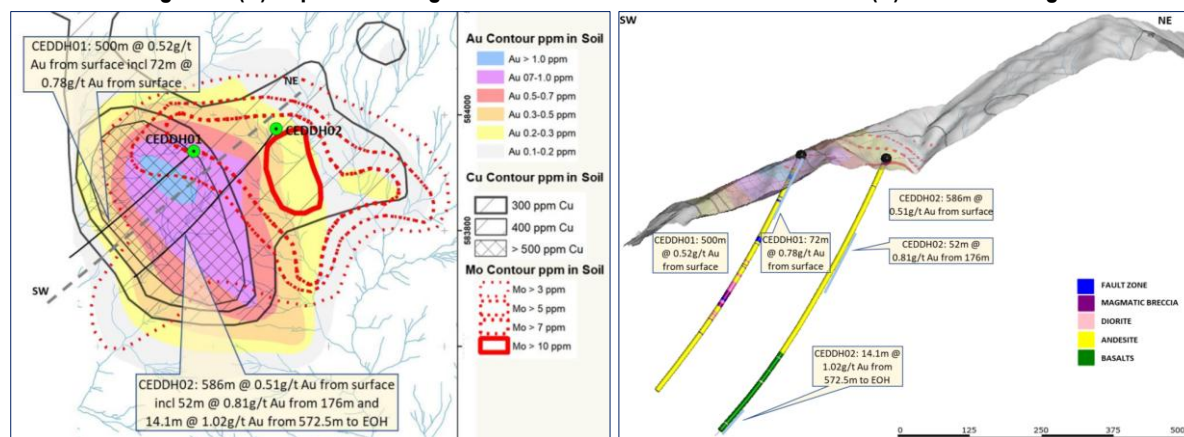 CEDDH01: 500m
@ 0.52g/t
Au from surface
incl 72m @
0.78g/t Au
from surface
NE
CEDDH02
CEDDH01
SW
CEDDH02: 586m @ 0.51g/t Au from surface
incl 52m @ 0.81g/t Au from 176m and
14.1m @ 1.02g/t Au from 572.5m to EOH
584000
583800
Au Contour ppm in Soil
Au > 1.0 ppm
Au 07-1.0 ppm
Au 0.5-0.7 ppm
Au 0.3-0.5 ppm
Au 0.2-0.3 ppm
Au 0.1-0.2 ppm
Cu Contour ppm in Soil
300 ppm Cu
400 ppm Cu
> 500 ppm Cu
Mo Contour ppm in Soil
Mo > 3 ppm
Mo > 5 ppm
Mo > 7 ppm
Mo > 10 ppm
SW
NE
CEDDH02: 586m @
0.51g/t Au from surface
CEDDH01: 500m
@ 0.52g/t Au
from surface
CEDDH01: 72m
@ 0.78g/t Au
from surface
CEDDH02: 52m @
0.81g/t Au from 176m
CEDDH02: 14.1m @
1.02g/t Au from
572.5m to EOH
FAULT ZONE
MAGMATIC BRECCIA
DIORITE
ANDESITE
BASALTS
0
125
250
375
500